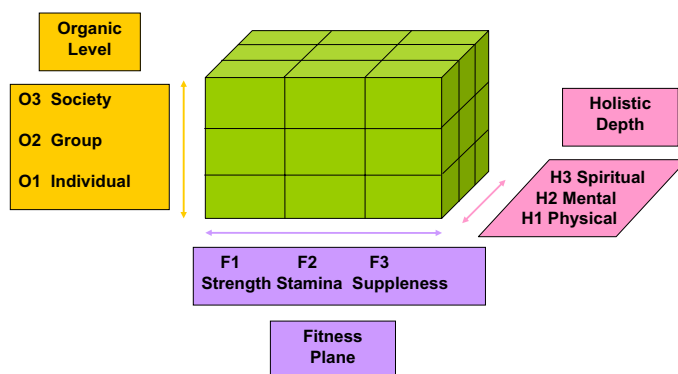 Organic
Level
O3 Society
O2 Group
O1 Individual
Holistic
Depth
H3 Spiritual
H2 Mental
H1 Physical
F1 F2 F3
Strength Stamina Suppleness
Fitness
Plane